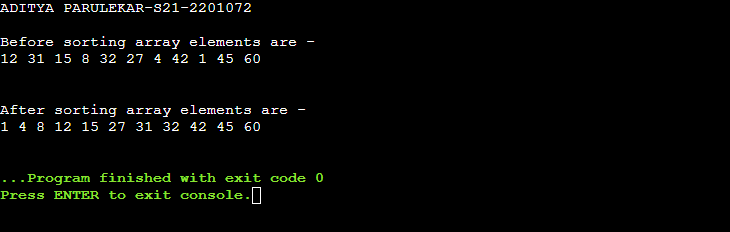 ADITYA PARULEKAR-S21-2201072
Before sorting array elements are -
12 31 15 8 32 27 4 42 1 45 60
After sorting array elements are -
1 4 8 12 15 27 31 32 42 45 60
...Program finished with exit code 0
Press ENTER to exit console.